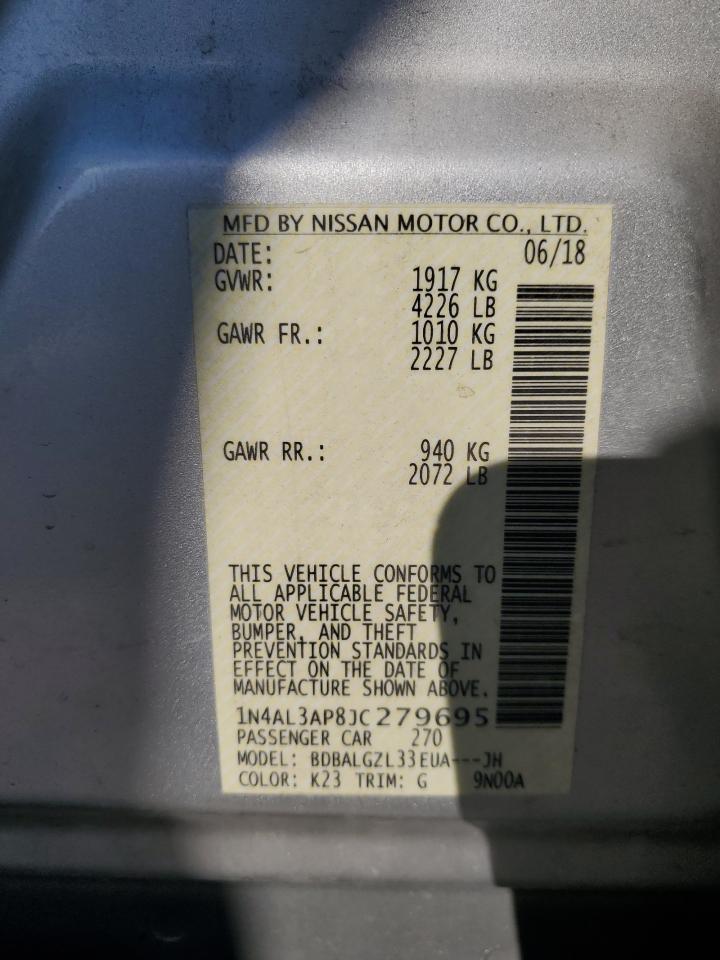 MFD BY NISSAN MOTOR CO., LTD.
DATE: 06/18
GVWR: 1917 KG
4226 LB
GAWR FR.: 1010 KG
2227 LB
GAWR RR.: 940 KG
2072 LB
THIS VEHICLE CONFORMS TO
ALL APPLICABLE FEDERAL
MOTOR VEHICLE SAFETY,
BUMPER, AND THEFT
PREVENTION STANDARDS IN
EFFECT ON THE DATE OF
MANUFACTURE SHOWN ABOVE.
1N4AL3AP8JC279695
PASSENGER CAR 270
MODEL: BDBALGZL33EUA---JH
COLOR: K23 TRIM: G 9N00A